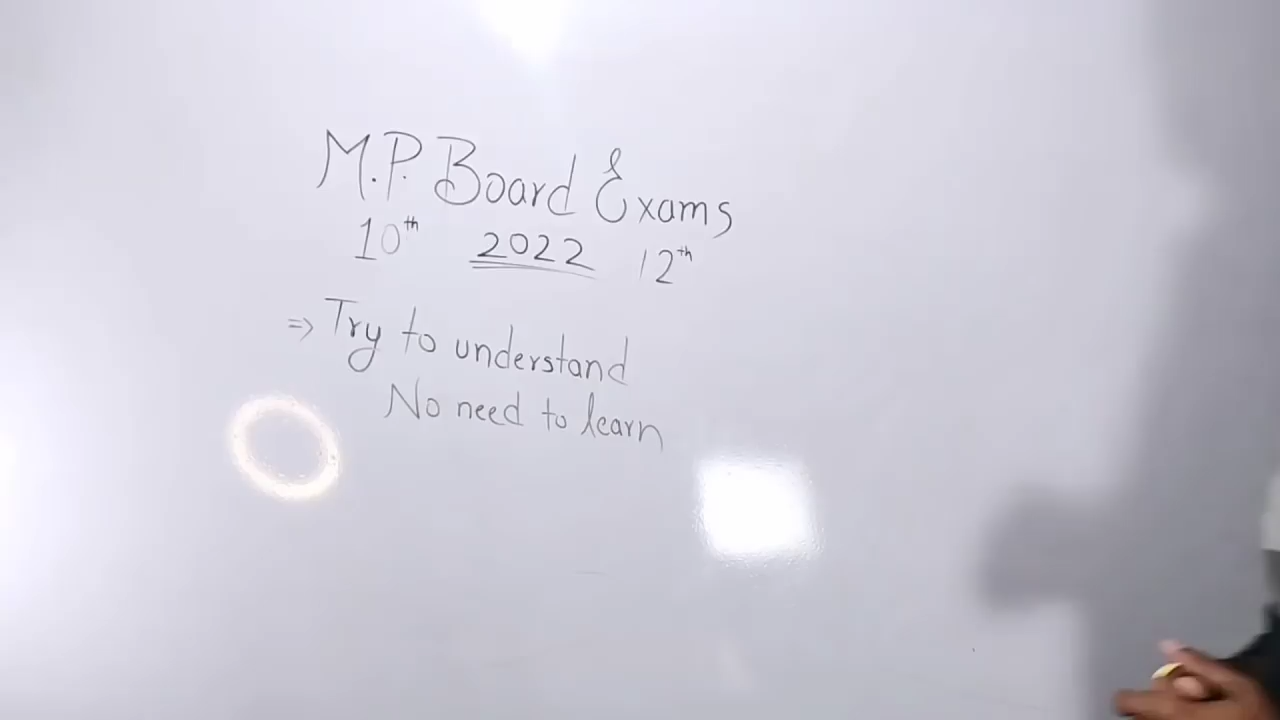 M.P. Board Exams
10th 2022 12th
⇒ Try to understand
No need to learn